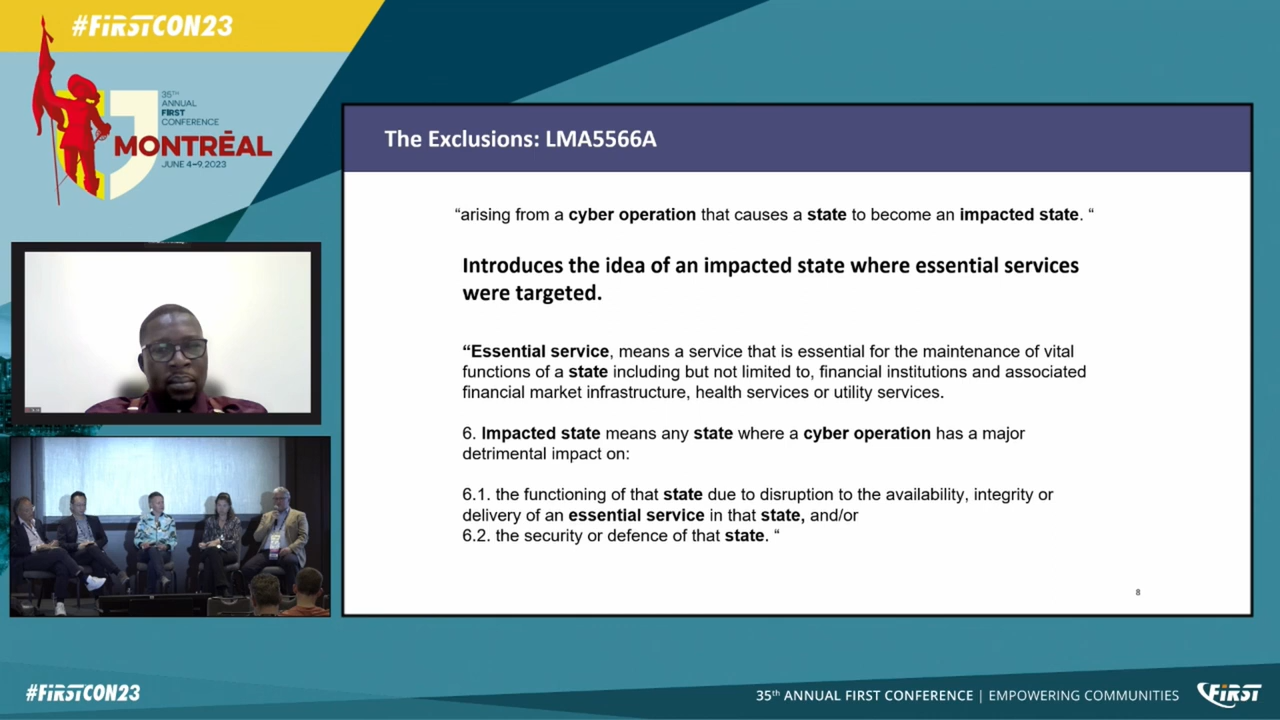 #FiRSTCON23
35TH
ANNUAL
FIRST
CONFERENCE
MONTRÉAL
JUNE 4-9, 2023
The Exclusions: LMA5566A
“arising from a cyber operation that causes a state to become an impacted state. “
Introduces the idea of an impacted state where essential services
were targeted.
“Essential service, means a service that is essential for the maintenance of vital
functions of a state including but not limited to, financial institutions and associated
financial market infrastructure, health services or utility services.
6. Impacted state means any state where a cyber operation has a major
detrimental impact on:
6.1. the functioning of that state due to disruption to the availability, integrity or
delivery of an essential service in that state, and/or
6.2. the security or defence of that state. “
8
#FiRSTCON23
35th ANNUAL FIRST CONFERENCE | EMPOWERING COMMUNITIES
FiRST